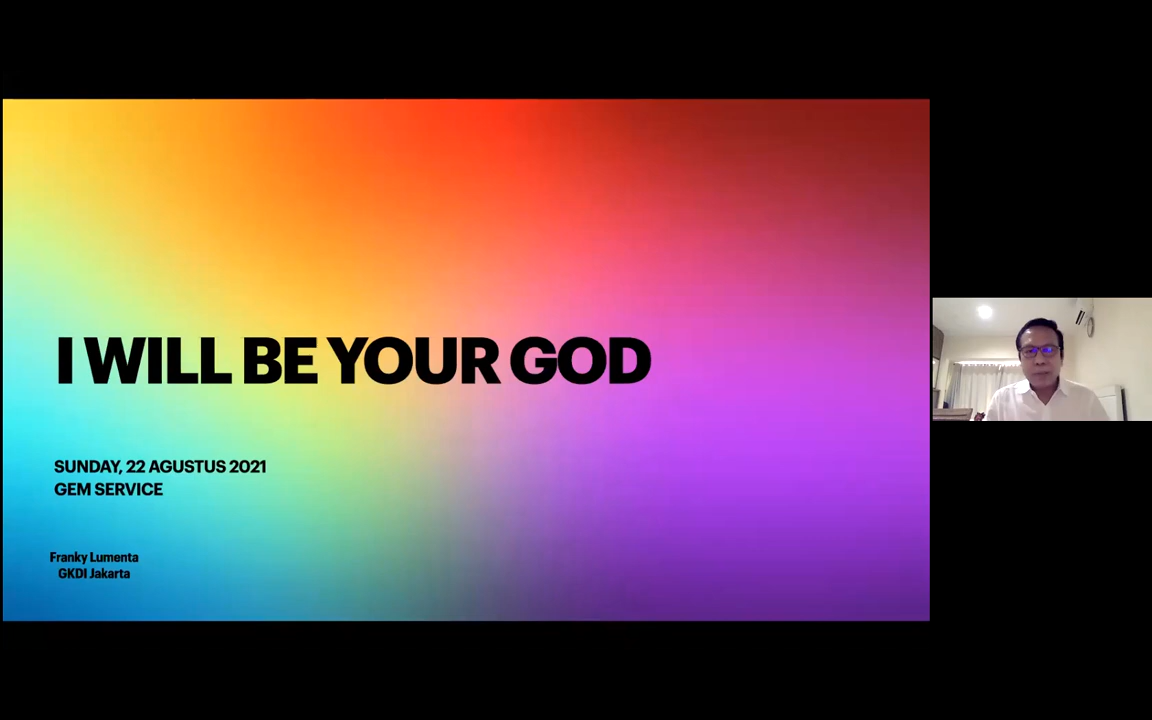 I WILL BE YOUR GOD
SUNDAY, 22 AGUSTUS 2021
GEM SERVICE
Franky Lumenta
GKDI Jakarta